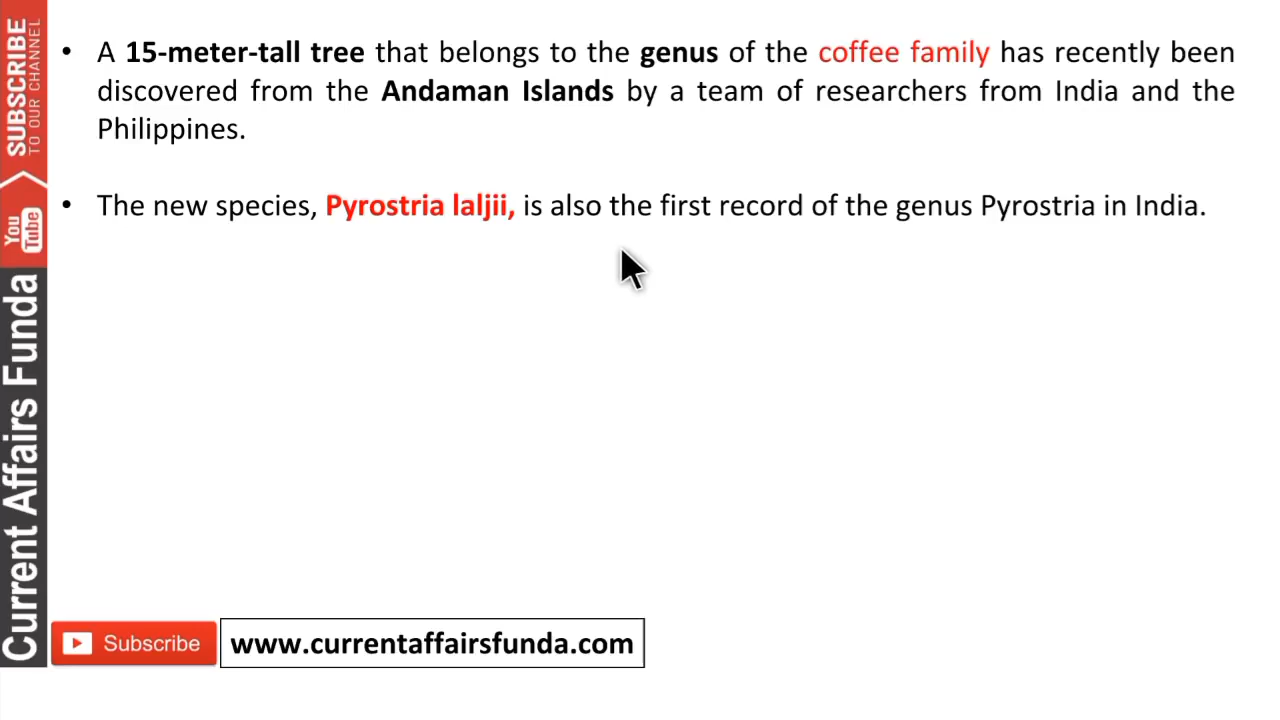 • A 15-meter-tall tree that belongs to the genus of the coffee family has recently been
discovered from the Andaman Islands by a team of researchers from India and the
Philippines.
• The new species, Pyrostria laljii, is also the first record of the genus Pyrostria in India.
SUBSCRIBE
TO OUR CHANNEL
You
Tube
Current Affairs Funda
Subscribe
www.currentaffairsfunda.com